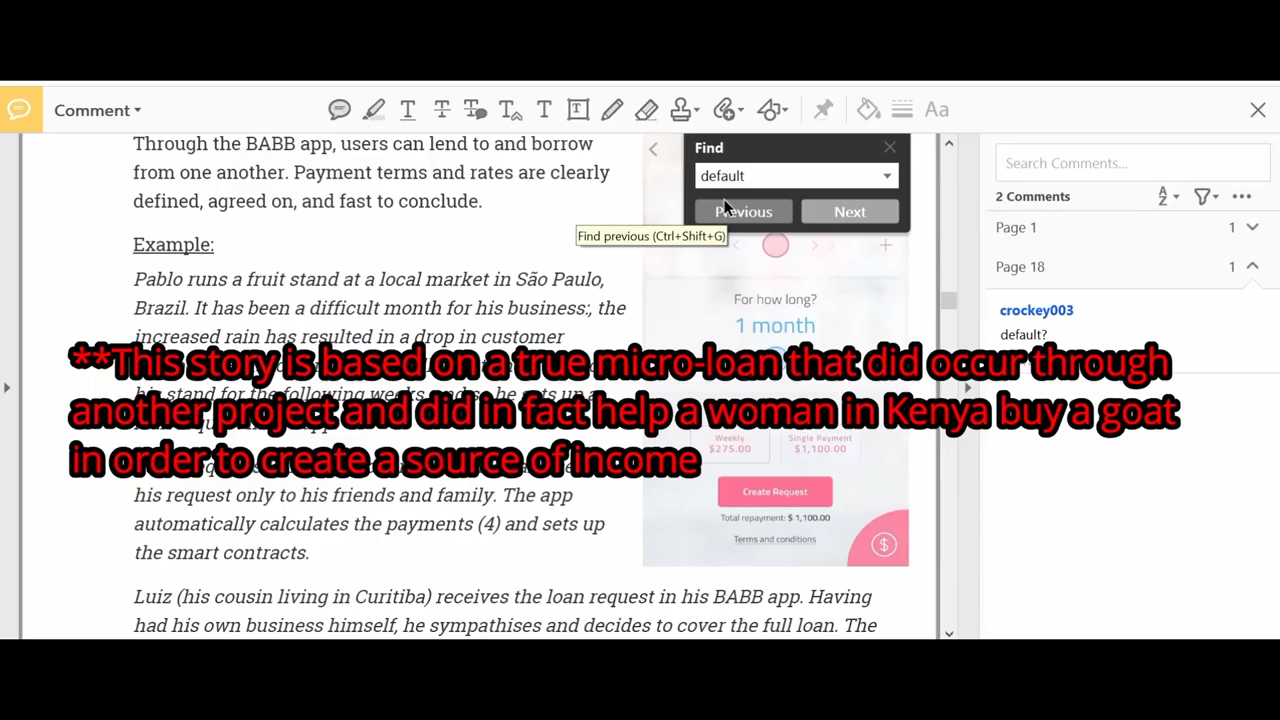 Comment
Aa
Through the BABB app, users can lend to and borrow
from one another. Payment terms and rates are clearly
defined, agreed on, and fast to conclude.
Find
default
Previous
Next
Find previous (Ctrl+Shift+G)
Search Comments...
2 Comments
Page 1
1
Page 18
1
crockey003
default?
Example:
Pablo runs a fruit stand at a local market in São Paulo,
Brazil. It has been a difficult month for his business:, the
increased rain has resulted in a drop in customer
**This story is based on a true micro-loan that did occur through
another project and did in fact help a woman in Kenya buy a goat
in order to create a source of income
his stand for the following weeks
his request only to his friends and family. The app
automatically calculates the payments (4) and sets up
the smart contracts.
For how long?
1 month
Weekly
$275.00
Single Payment
$1,100.00
Create Request
Total repayment: $ 1,100.00
Terms and conditions
$
Luiz (his cousin living in Curitiba) receives the loan request in his BABB app. Having
had his own business himself, he sympathises and decides to cover the full loan. The